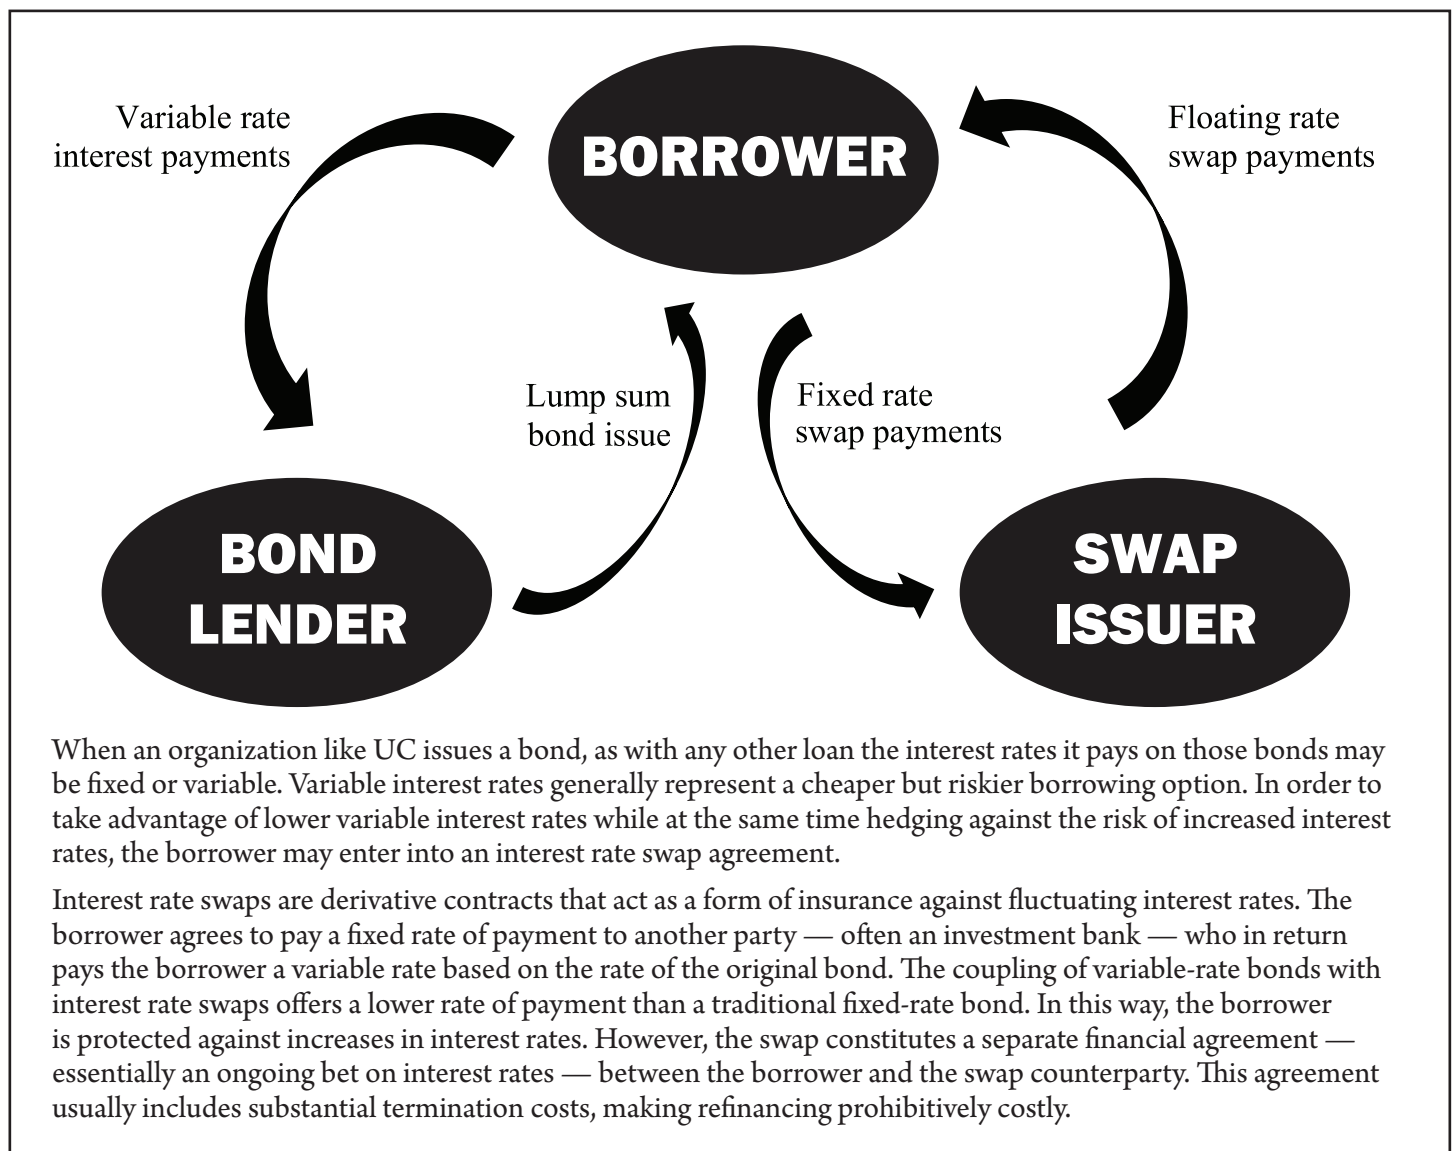 BORROWER
Variable rate
interest payments
Floating rate
swap payments
Lump sum
bond issue
Fixed rate
swap payments
BOND
LENDER
SWAP
ISSUER
When an organization like UC issues a bond, as with any other loan the interest rates it pays on those bonds may
be fixed or variable. Variable interest rates generally represent a cheaper but riskier borrowing option. In order to
take advantage of lower variable interest rates while at the same time hedging against the risk of increased interest
rates, the borrower may enter into an interest rate swap agreement.
Interest rate swaps are derivative contracts that act as a form of insurance against fluctuating interest rates. The
borrower agrees to pay a fixed rate of payment to another party — often an investment bank — who in return
pays the borrower a variable rate based on the rate of the original bond. The coupling of variable-rate bonds with
interest rate swaps offers a lower rate of payment than a traditional fixed-rate bond. In this way, the borrower
is protected against increases in interest rates. However, the swap constitutes a separate financial agreement —
essentially an ongoing bet on interest rates — between the borrower and the swap counterparty. This agreement
usually includes substantial termination costs, making refinancing prohibitively costly.